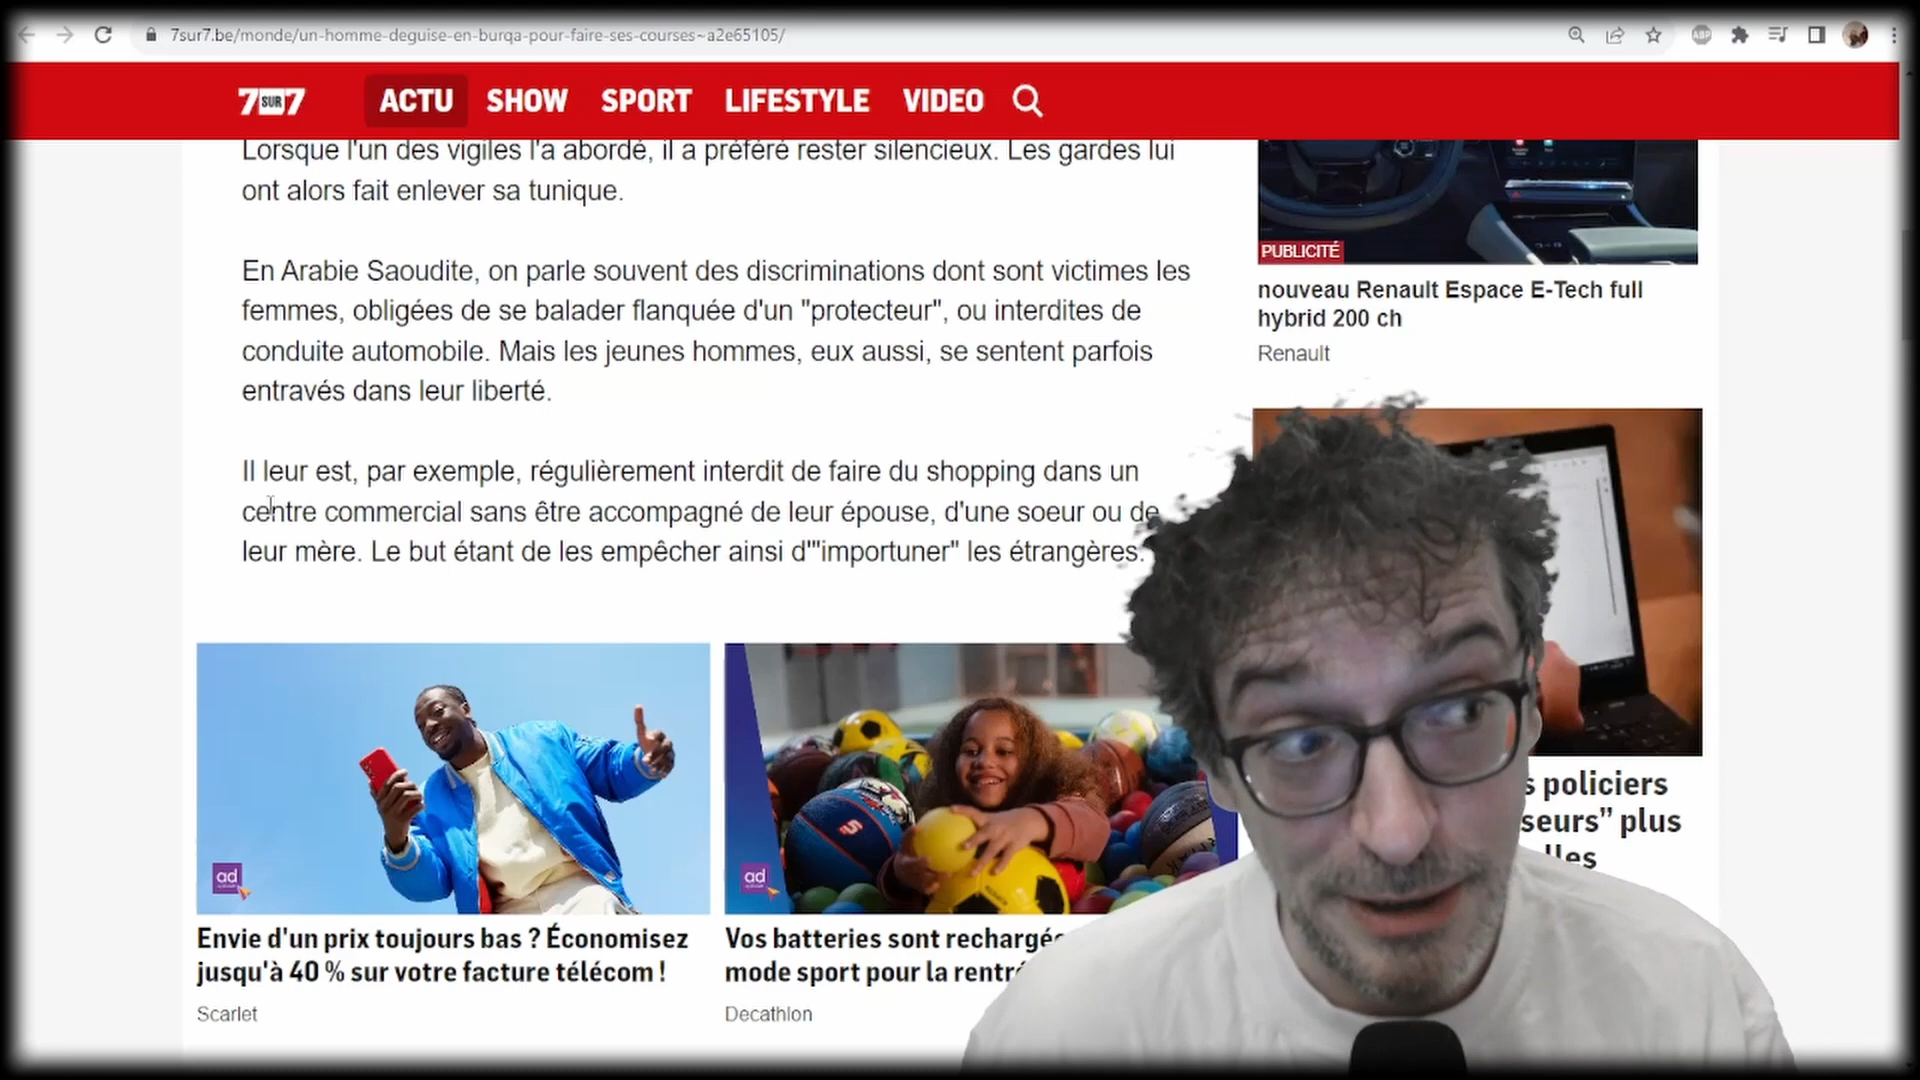 7sur7.be/monde/un-homme-deguise-en-burqa-pour-faire-ses-courses~a2e65105/
ABP
7 SUR 7
ACTU SHOW SPORT LIFESTYLE VIDEO
Lorsque l'un des vigiles l'a abordé, il a préféré rester silencieux. Les gardes lui
ont alors fait enlever sa tunique.
En Arabie Saoudite, on parle souvent des discriminations dont sont victimes les
femmes, obligées de se balader flanquée d'un "protecteur", ou interdites de
conduite automobile. Mais les jeunes hommes, eux aussi, se sentent parfois
entravés dans leur liberté.
Il leur est, par exemple, régulièrement interdit de faire du shopping dans un
centre commercial sans être accompagné de leur épouse, d'une soeur ou de
leur mère. Le but étant de les empêcher ainsi d'"importuner" les étrangères.
PUBLICITÉ
nouveau Renault Espace E-Tech full
hybrid 200 ch
Renault
s policiers
seurs” plus
lles
ad
Envie d'un prix toujours bas ? Économisez
jusqu'à 40 % sur votre facture télécom !
Scarlet
ad
Vos batteries sont rechargé
mode sport pour la rentr
Decathlon